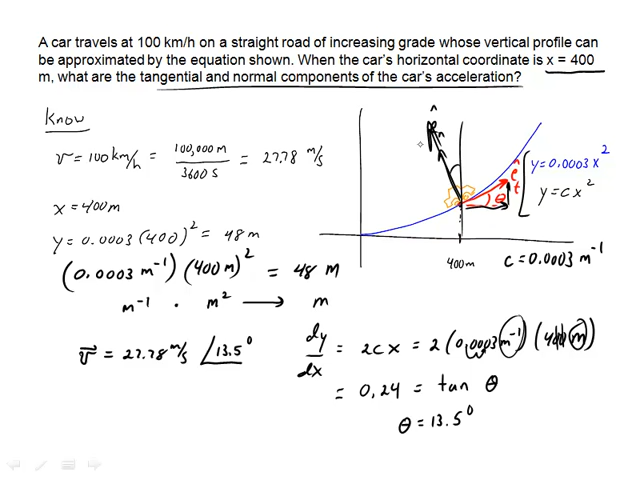 A car travels at 100 km/h on a straight road of increasing grade whose vertical profile can
be approximated by the equation shown. When the car's horizontal coordinate is x = 400
m, what are the tangential and normal components of the car's acceleration?
Know
v = 100 km/h = 100,000 m / 3600 s = 27.78 m/s
x = 400 m
y = 0.0003 (400)² = 48 m
(0.0003 m⁻¹) (400 m)² = 48 m
m⁻¹ · m² → m
v⃗ = 27.78 m/s ∠13.5°
ê n
ê t
θ
y = 0.0003 x²
y = c x²
400 m
c = 0.0003 m⁻¹
dy/dx = 2cx = 2 (0.0003 m⁻¹) (400 m)
= 0.24 = tan θ
θ = 13.5°